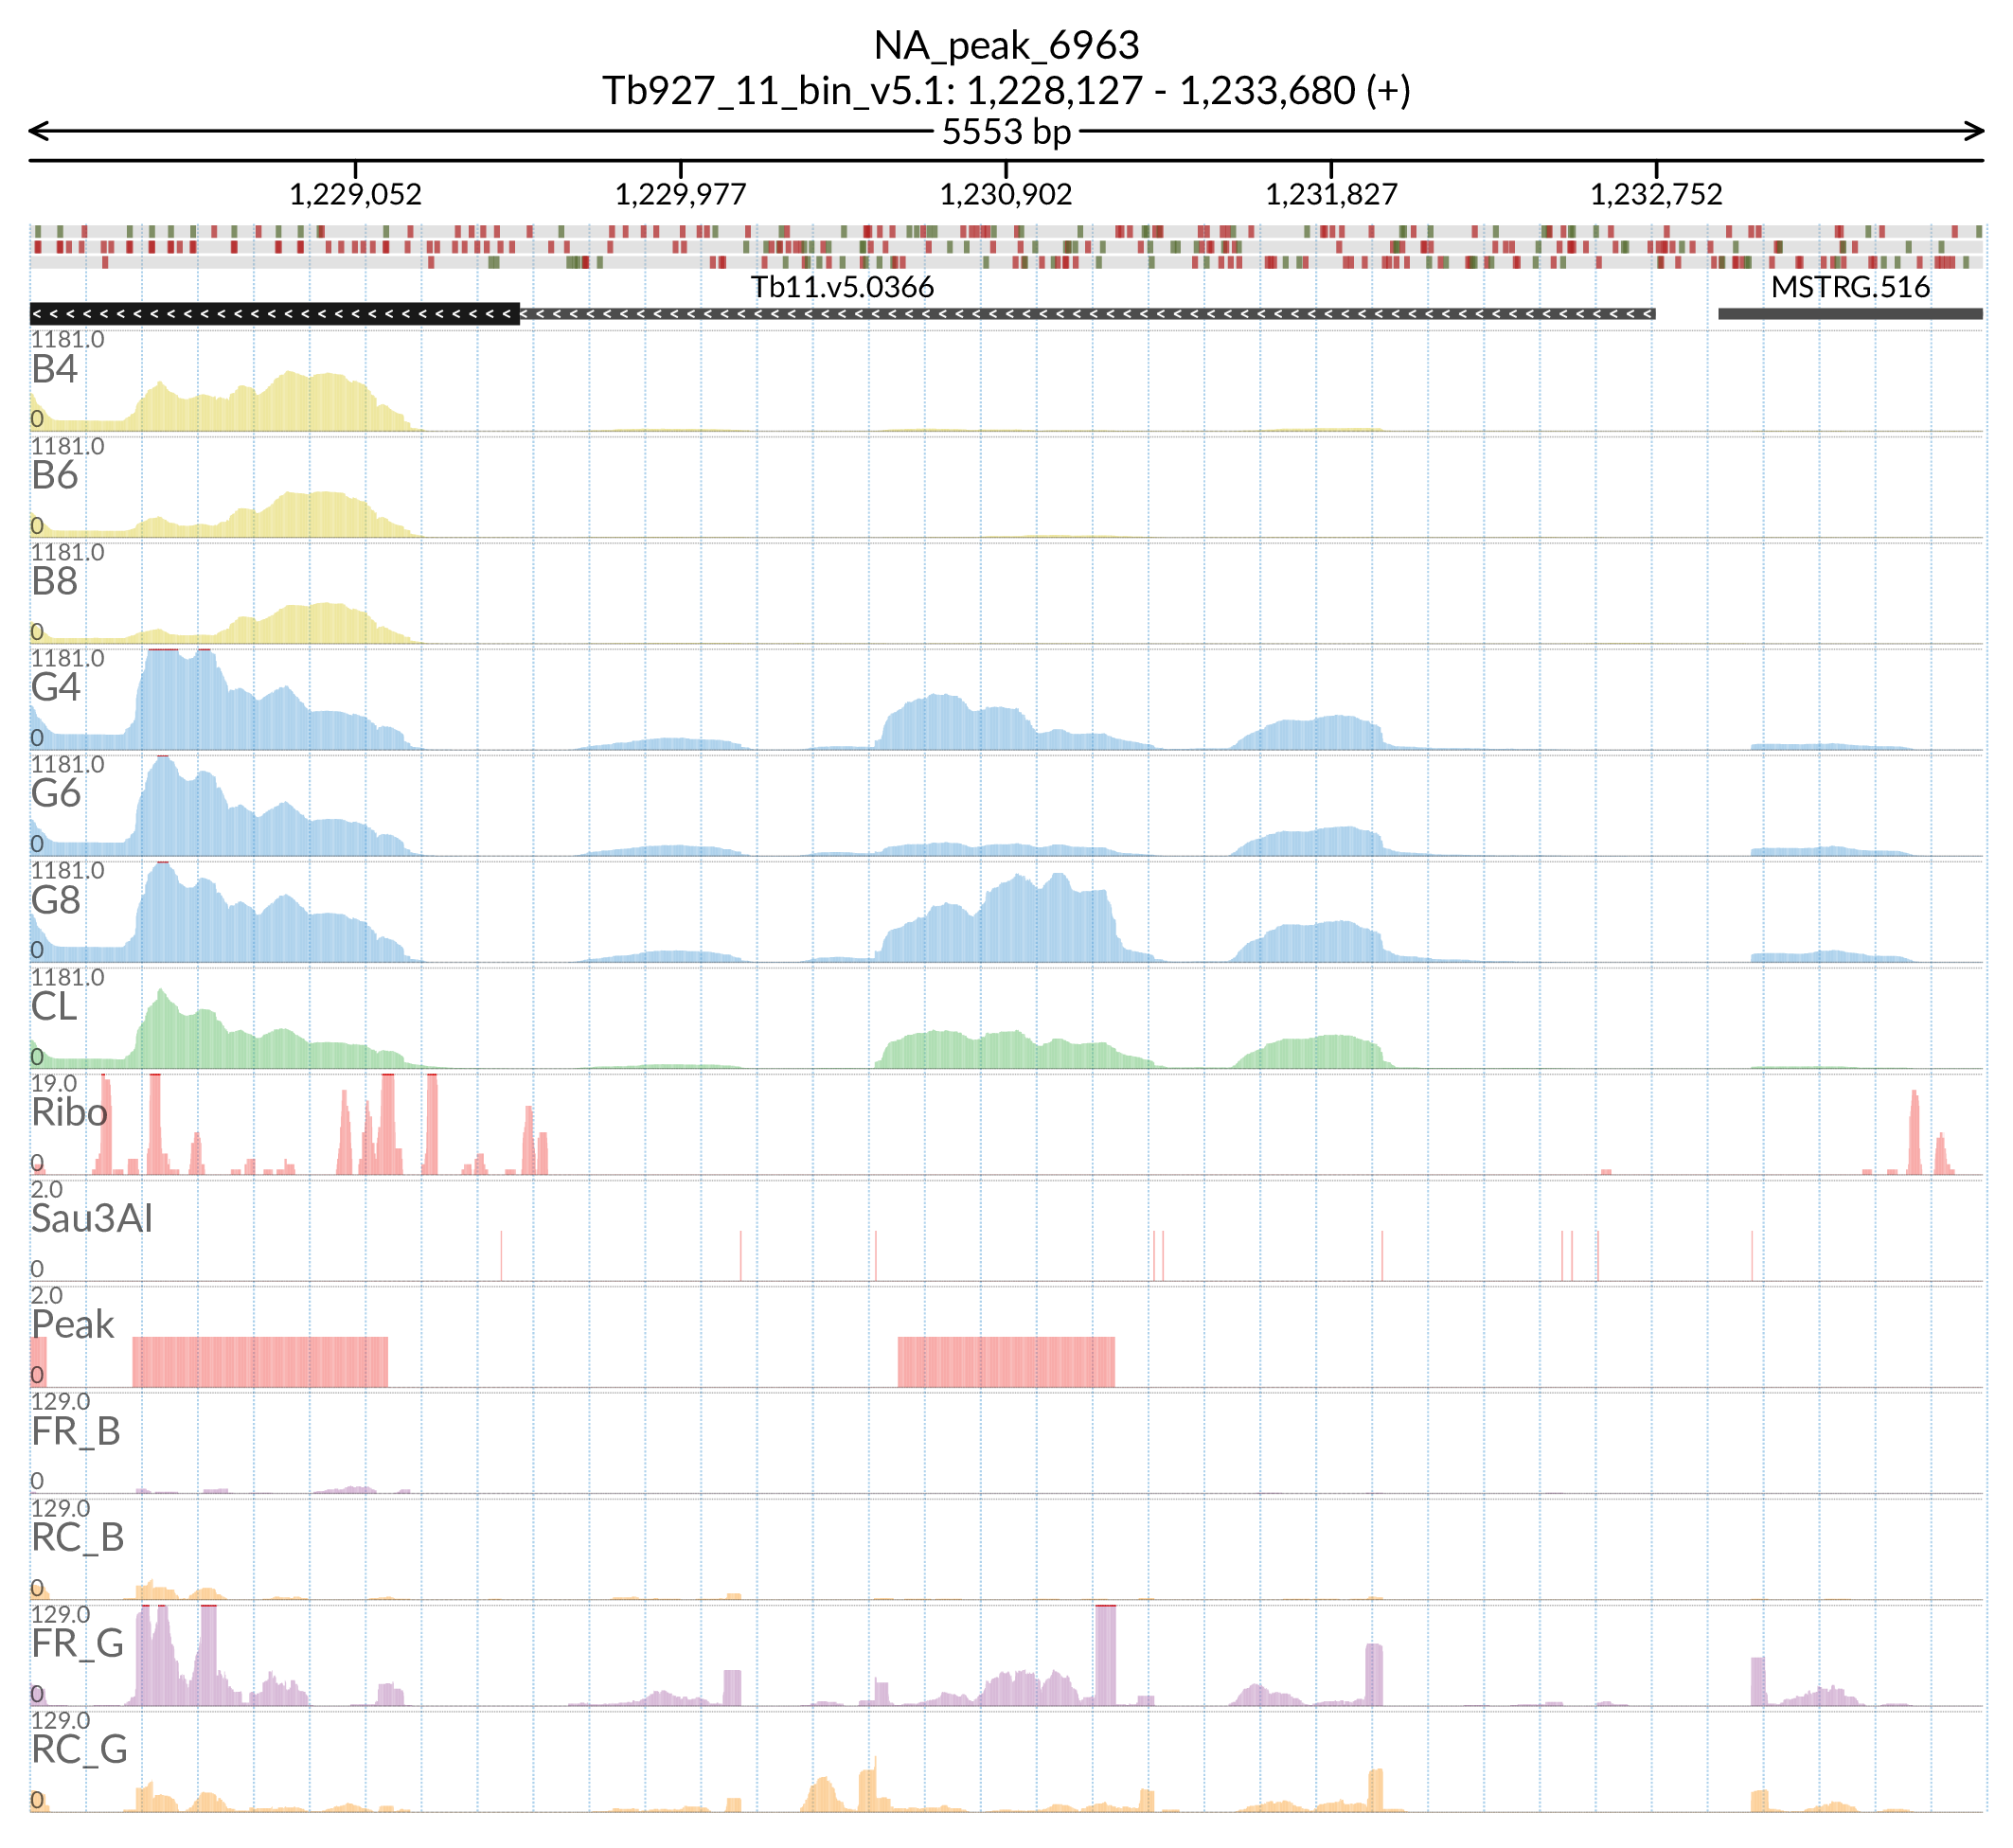 NA_peak_6963
Tb927_11_bin_v5.1: 1,228,127 - 1,233,680 (+)
5553 bp
1,229,052 1,229,977 1,230,902 1,231,827 1,232,752
Tb11.v5.0366 MSTRG.516
1181.0
B4
0
1181.0
B6
0
1181.0
B8
0
1181.0
G4
0
1181.0
G6
0
1181.0
G8
0
1181.0
CL
0
19.0
Ribo
0
2.0
Sau3AI
0
2.0
Peak
0
129.0
FR_B
0
129.0
RC_B
0
129.0
FR_G
0
129.0
RC_G
0